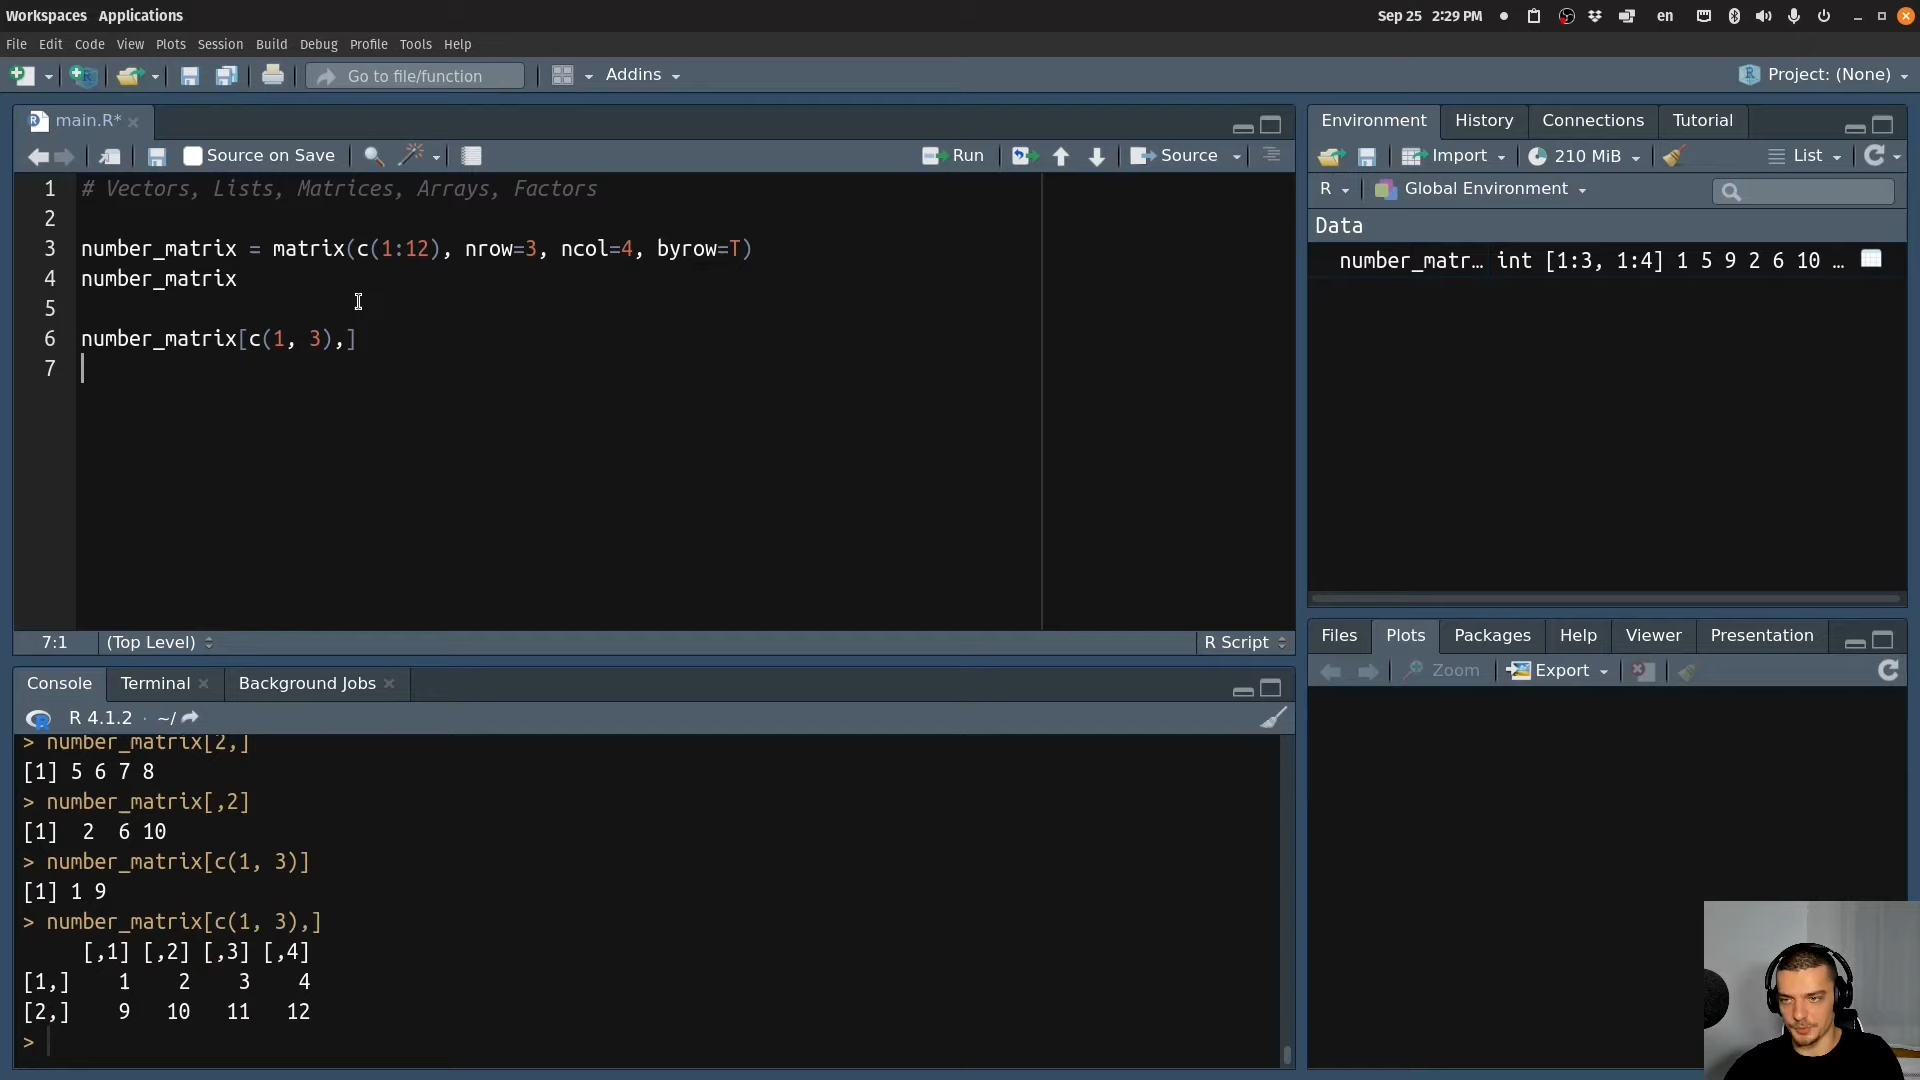 Workspaces Applications
Sep 25 2:29 PM en
File Edit Code View Plots Session Build Debug Profile Tools Help
Go to file/function Addins Project: (None)
main.R*
Source on Save Run Source
1 # Vectors, Lists, Matrices, Arrays, Factors
2
3 number_matrix = matrix(c(1:12), nrow=3, ncol=4, byrow=T)
4 number_matrix
5
6 number_matrix[c(1, 3),]
7
7:1 (Top Level) R Script
Console Terminal Background Jobs
R 4.1.2 · ~/
> number_matrix[2,]
[1] 5 6 7 8
> number_matrix[,2]
[1]  2  6 10
> number_matrix[c(1, 3)]
[1] 1 9
> number_matrix[c(1, 3),]
     [,1] [,2] [,3] [,4]
[1,]    1    2    3    4
[2,]    9   10   11   12
>
Environment History Connections Tutorial
Import 210 MiB List
R Global Environment
Data
number_matr… int [1:3, 1:4] 1 5 9 2 6 10 …
Files Plots Packages Help Viewer Presentation
Zoom Export